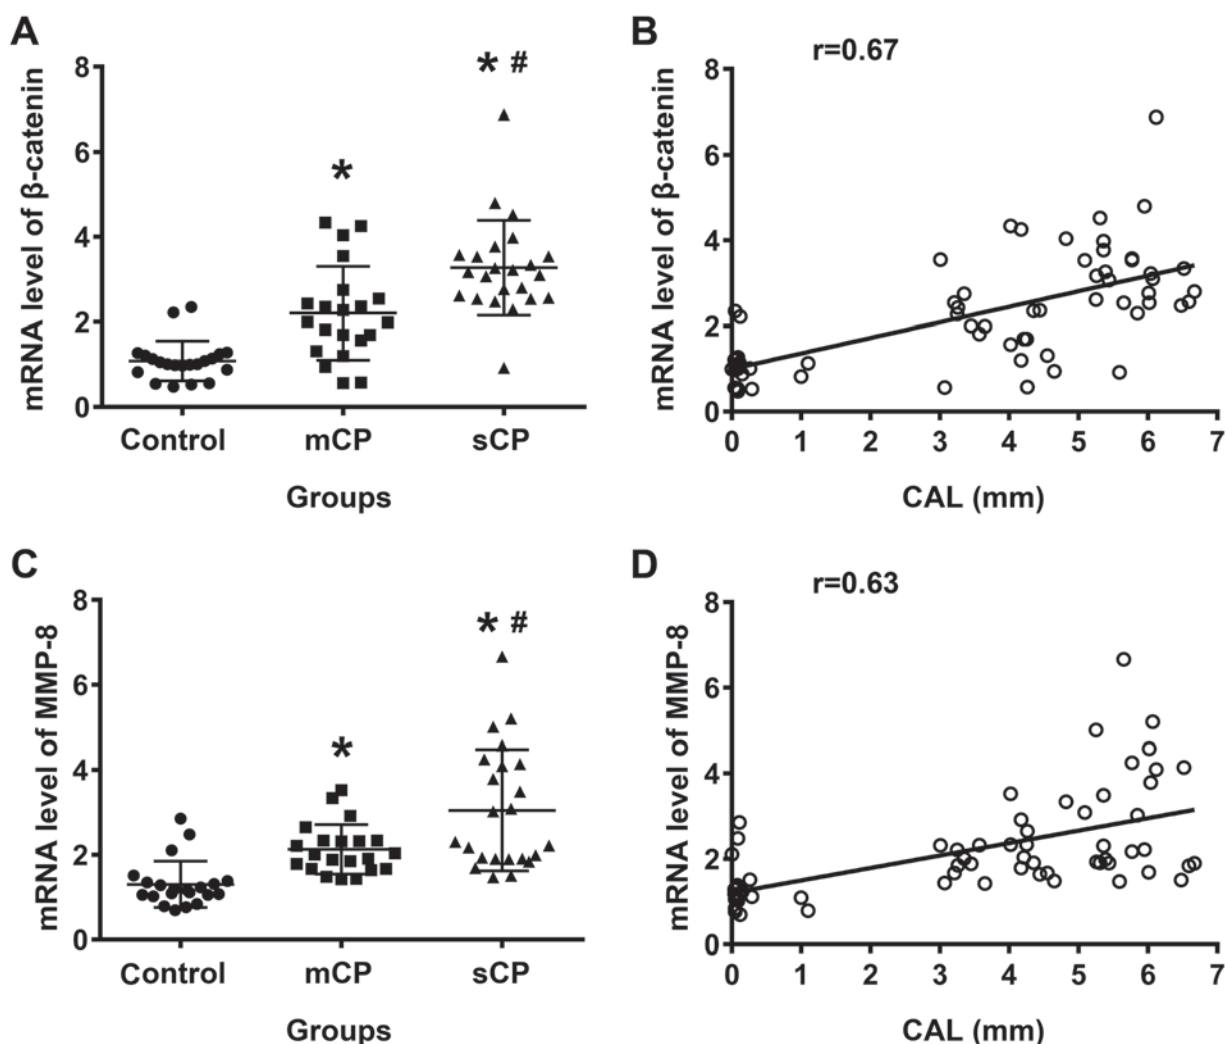 A
mRNA level of β-catenin
8
6
4
2
0
* #
*
Control mCP sCP
Groups
B
r=0.67
mRNA level of β-catenin
8
6
4
2
0
0 1 2 3 4 5 6 7
CAL (mm)
C
mRNA level of MMP-8
8
6
4
2
0
* #
*
Control mCP sCP
Groups
D
r=0.63
mRNA level of MMP-8
8
6
4
2
0
0 1 2 3 4 5 6 7
CAL (mm)